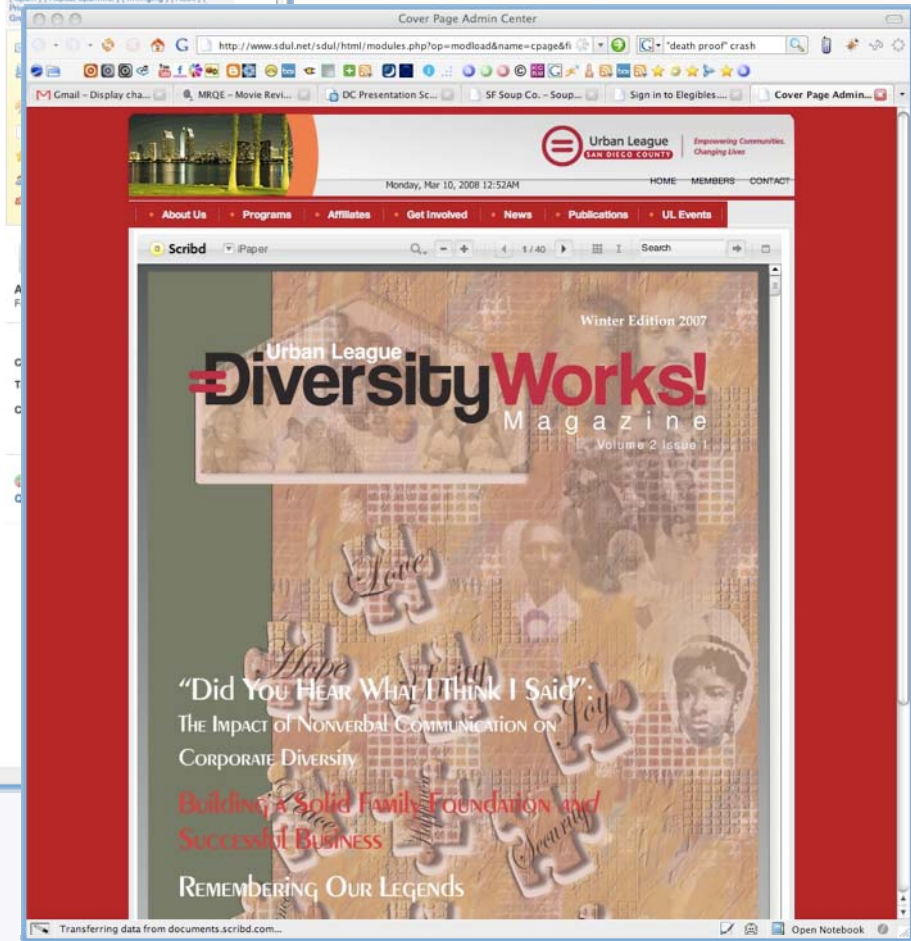 Cover Page Admin Center
http://www.sdul.net/sdul/html/modules.php?op=modload&name=cpage&fi
"death proof" crash
Gmail – Display cha...
MRQE – Movie Revi...
DC Presentation Sc...
SF Soup Co. – Soup...
Sign in to Elegibles....
Cover Page Admin...
Urban League
SAN DIEGO COUNTY
Empowering Communities.
Changing Lives
Monday, Mar 10, 2008 12:52AM
HOME MEMBERS CONTACT
• About Us • Programs • Affiliates • Get Involved • News • Publications • UL Events
Scribd iPaper 1 / 40 Search
Winter Edition 2007
Urban League
DiversityWorks!
Magazine
Volume 2 Issue 1
Love
Hope
Unity
Joy
"Did You Hear What I Think I Said":
The Impact of Nonverbal Communication on
Corporate Diversity
Building a Solid Family Foundation and
Successful Business
Peace
Happiness
Security
Remembering Our Legends
Transferring data from documents.scribd.com...
Open Notebook